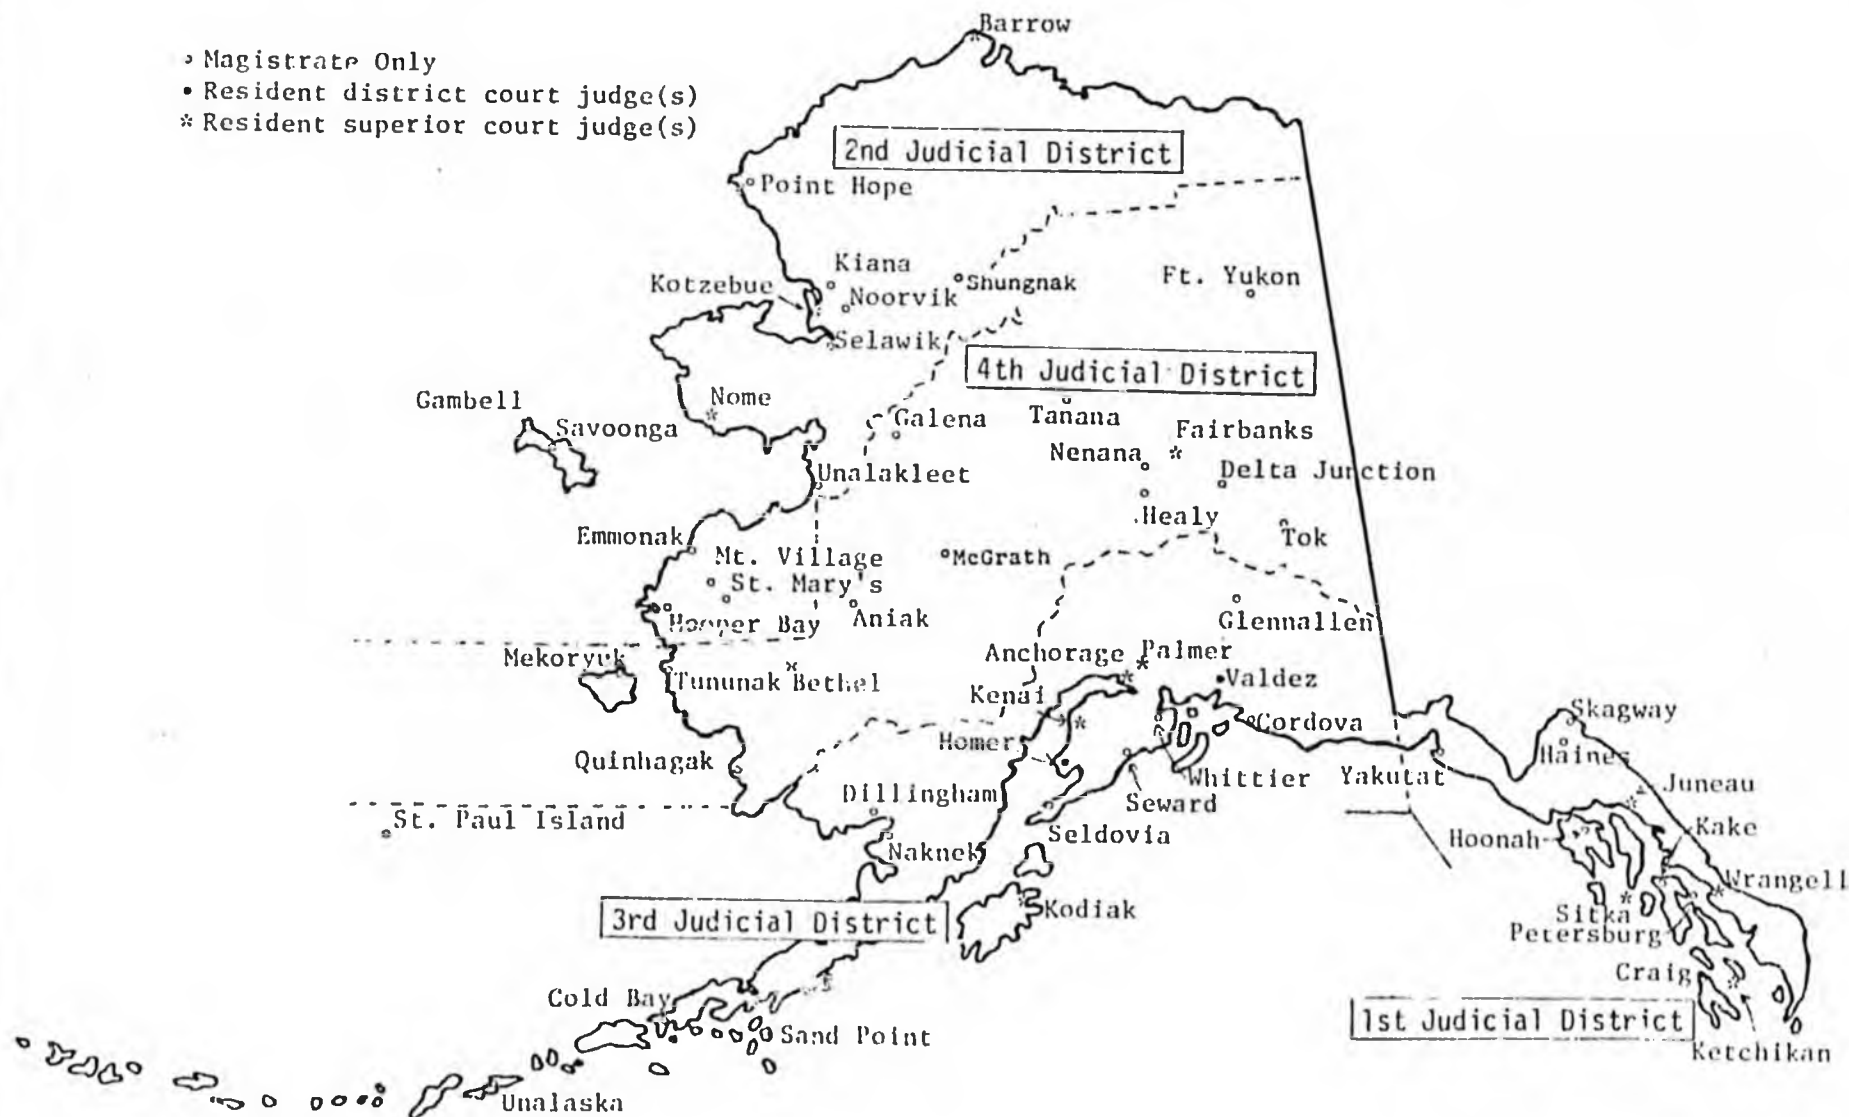 Barrow
Magistrate Only
Resident district court judge(s)
* Resident superior court judge(s)
2nd Judicial District
Point Hope
Kiana
Shungnak
Ft. Yukon
Kotzebue
Noorvik
Selawik
4th Judicial District
Gambell
Nome
Savoonga
Galena
Tanana
Fairbanks
Nenana
Delta Junction
Unalakleet
Healy
Tok
Emmonak
Mt. Village
McGrath
St. Mary's
Hooper Bay
Aniak
Glennallen
Mekoryuk
Anchorage
Palmer
Tununak
Bethel
Kenai
Valdez
Skagway
Cordova
Homer
Haines
Quinhagak
Whittier
Yakutat
Juneau
Dillingham
Seward
St. Paul Island
Seldovia
Kake
Hoonah
Naknek
Wrangell
3rd Judicial District
Kodiak
Sitka
Petersburg
Craig
Cold Bay
1st Judicial District
Sand Point
Ketchikan
Unalaska